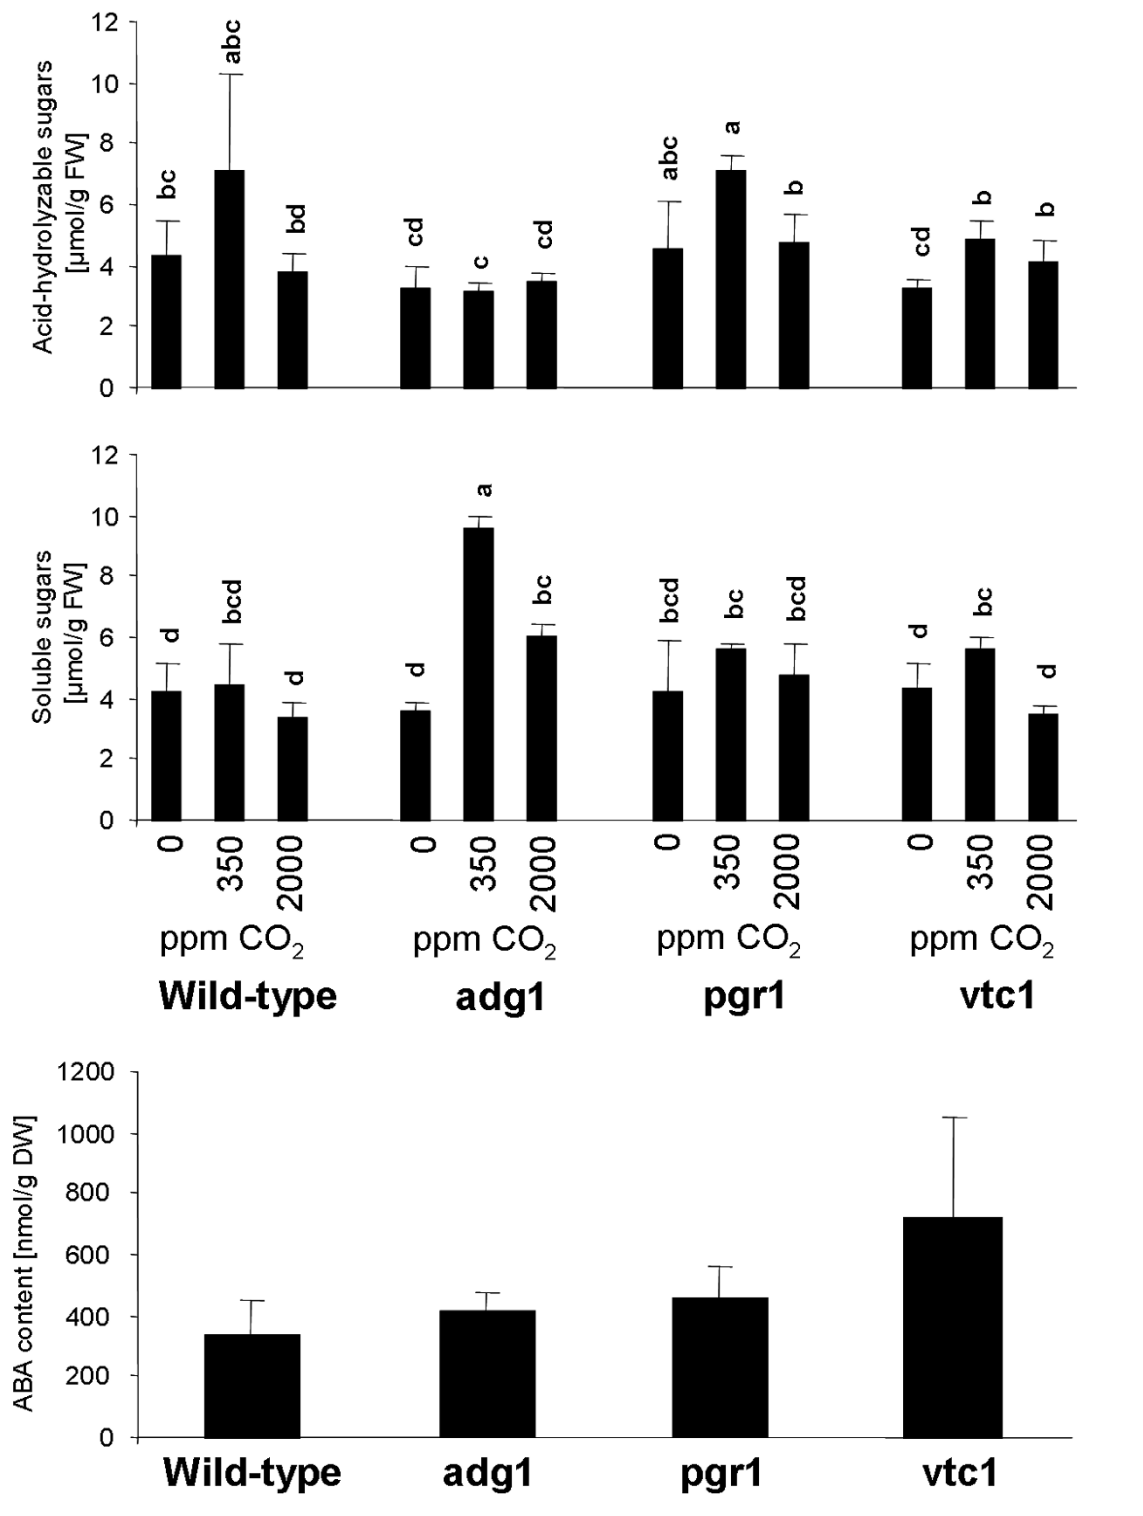 Acid-hydrolyzable sugars
[µmol/g FW]
12
10
8
6
4
2
0
bc
abc
bd
cd
c
cd
abc
a
b
cd
b
b
Soluble sugars
[µmol/g FW]
12
10
8
6
4
2
0
d
bcd
d
d
a
bc
bcd
bc
bcd
d
bc
d
0 350 2000 0 350 2000 0 350 2000 0 350 2000
ppm CO2 ppm CO2 ppm CO2 ppm CO2
Wild-type adg1 pgr1 vtc1
ABA content [nmol/g DW]
1200
1000
800
600
400
200
0
Wild-type adg1 pgr1 vtc1